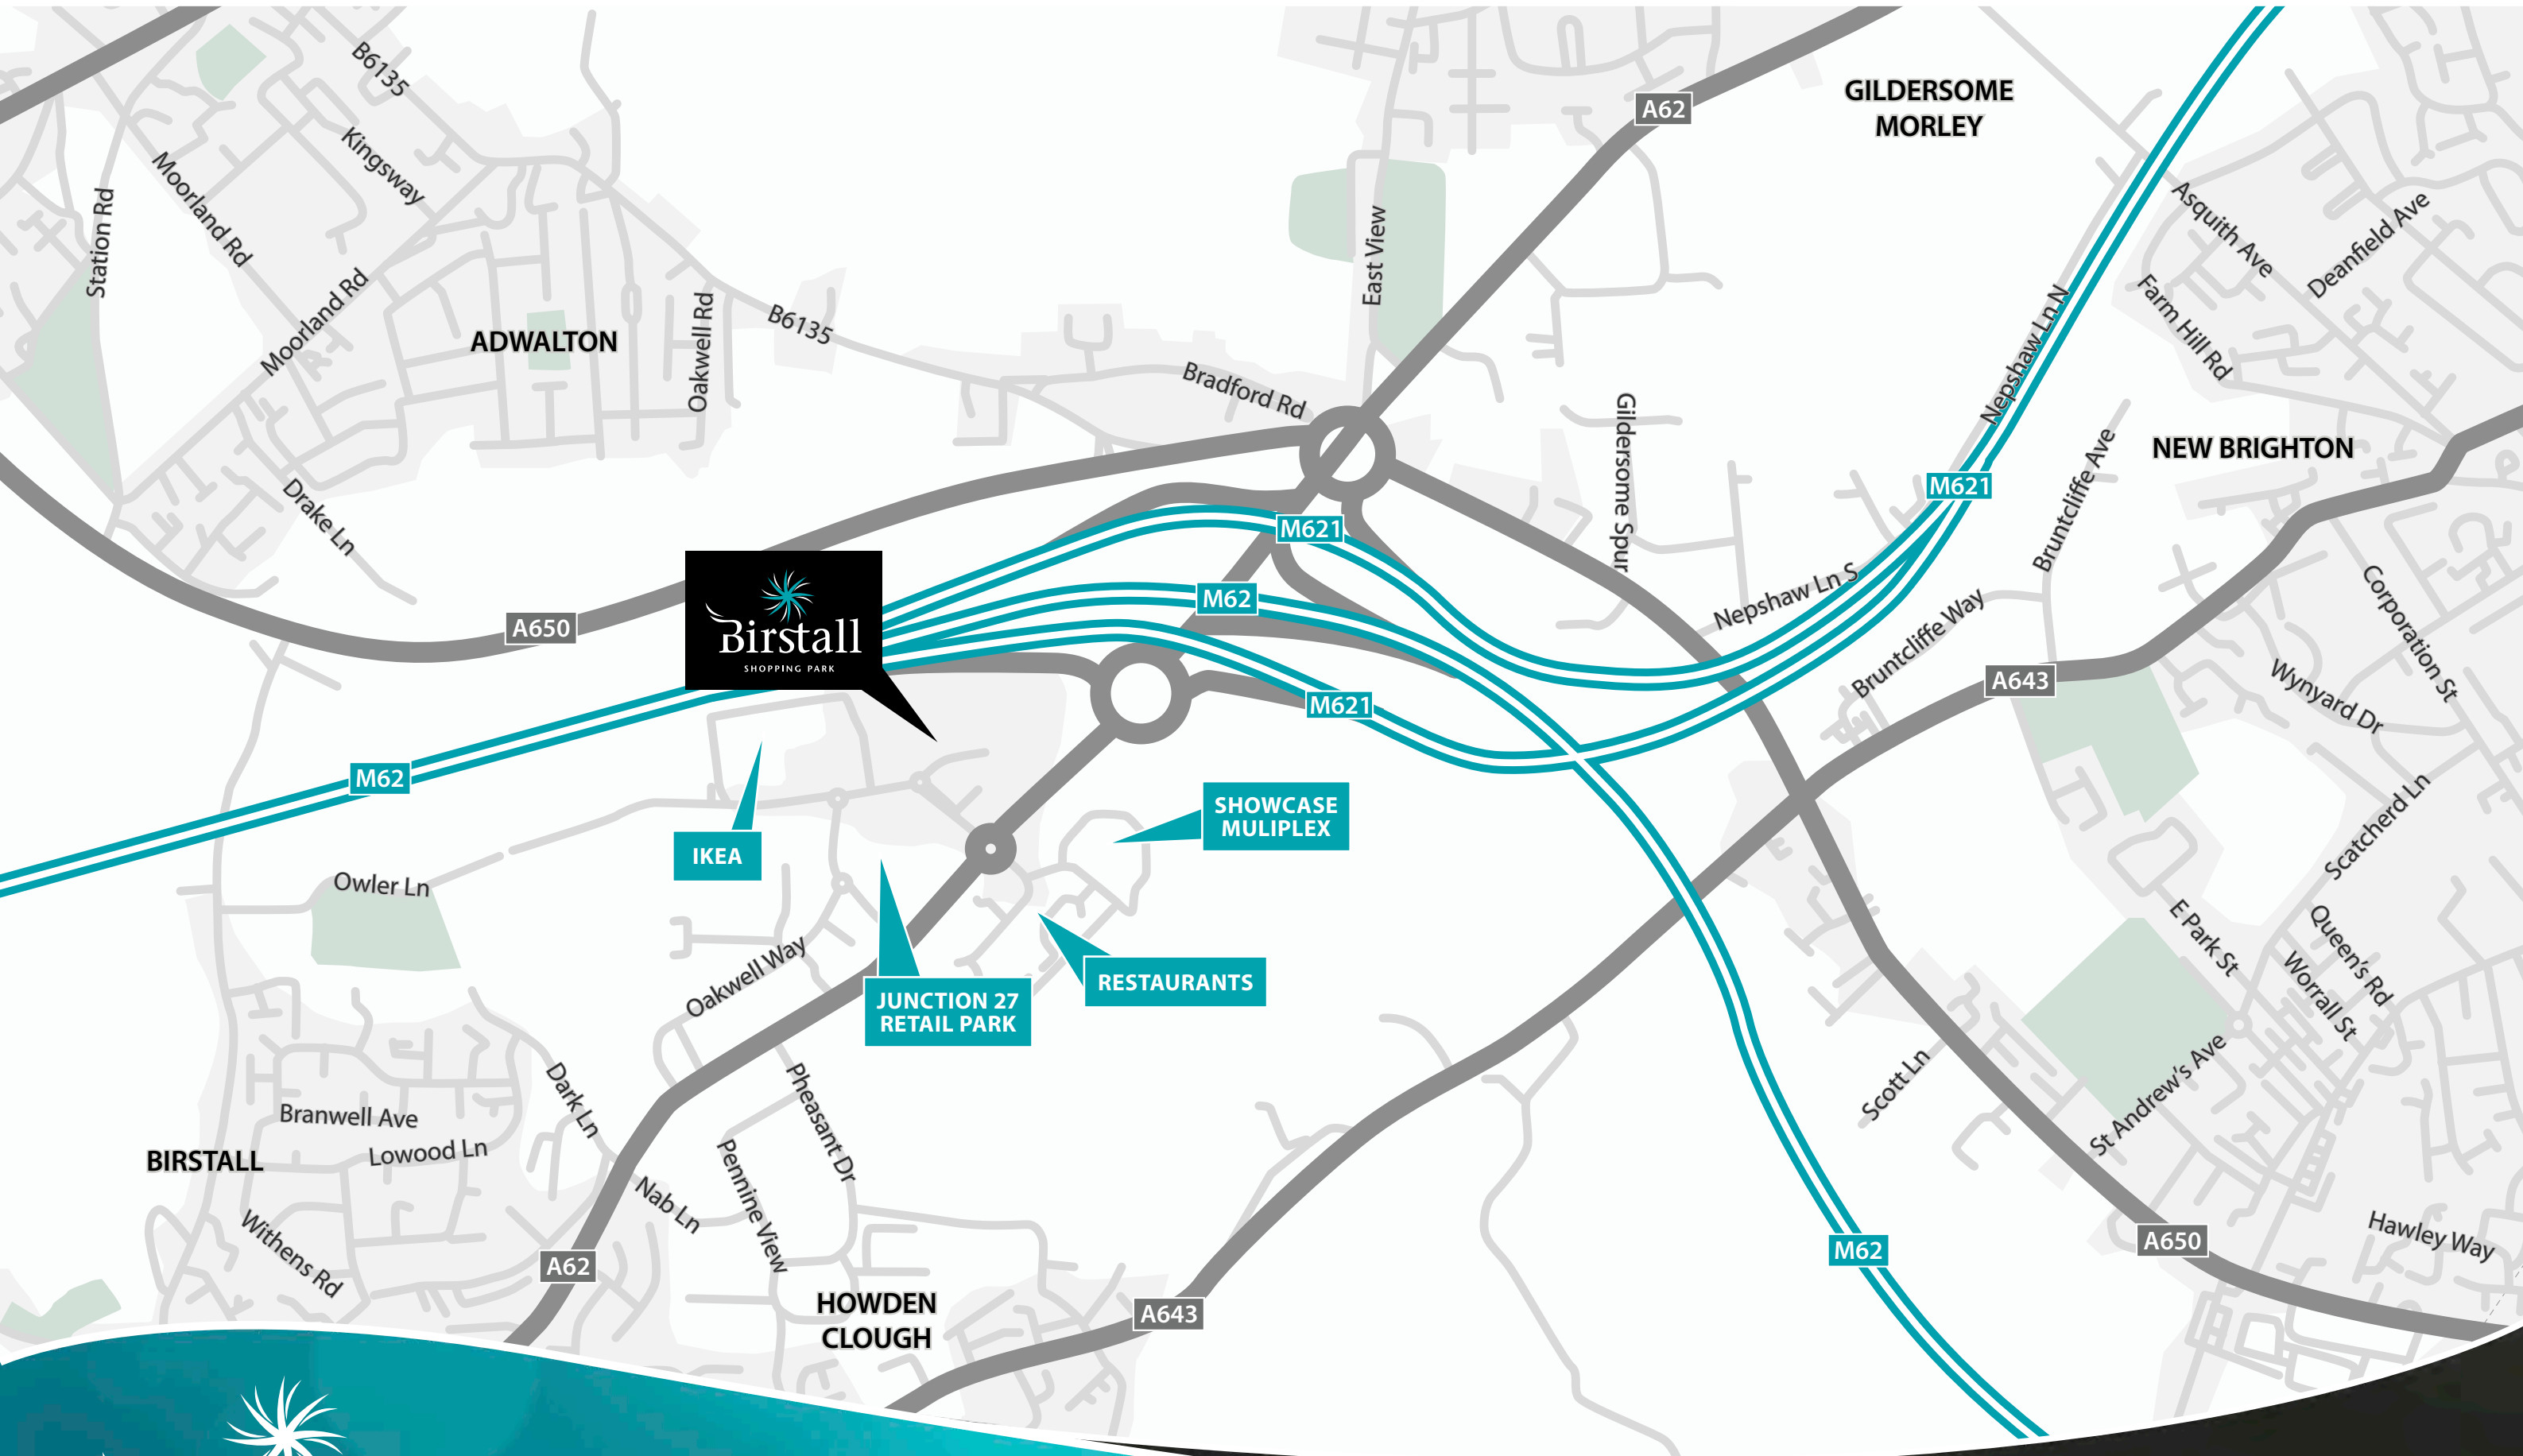 B6135
Kingsway
Moorland Rd
Station Rd
Moorland Rd
ADWALTON
Oakwell Rd
B6135
East View
A62
GILDERSOME
MORLEY
Asquith Ave
Deanfield Ave
Farm Hill Rd
Nepshaw Ln N
Bradford Rd
Gildersome Spur
NEW BRIGHTON
Bruntcliffe Ave
M621
Drake Ln
M621
M62
A650
Birstall
SHOPPING PARK
Nepshaw Ln S
Bruntcliffe Way
Corporation St
A643
Wynyard Dr
M621
M62
SHOWCASE
MULIPLEX
IKEA
Scatcherd Ln
Owler Ln
E Park St
Queen's Rd
Worrall St
Oakwell Way
RESTAURANTS
JUNCTION 27
RETAIL PARK
Dark Ln
Pheasant Dr
Scott Ln
St Andrew's Ave
Branwell Ave
Lowood Ln
BIRSTALL
Nab Ln
Pennine View
Withens Rd
A62
M62
A650
Hawley Way
HOWDEN
CLOUGH
A643